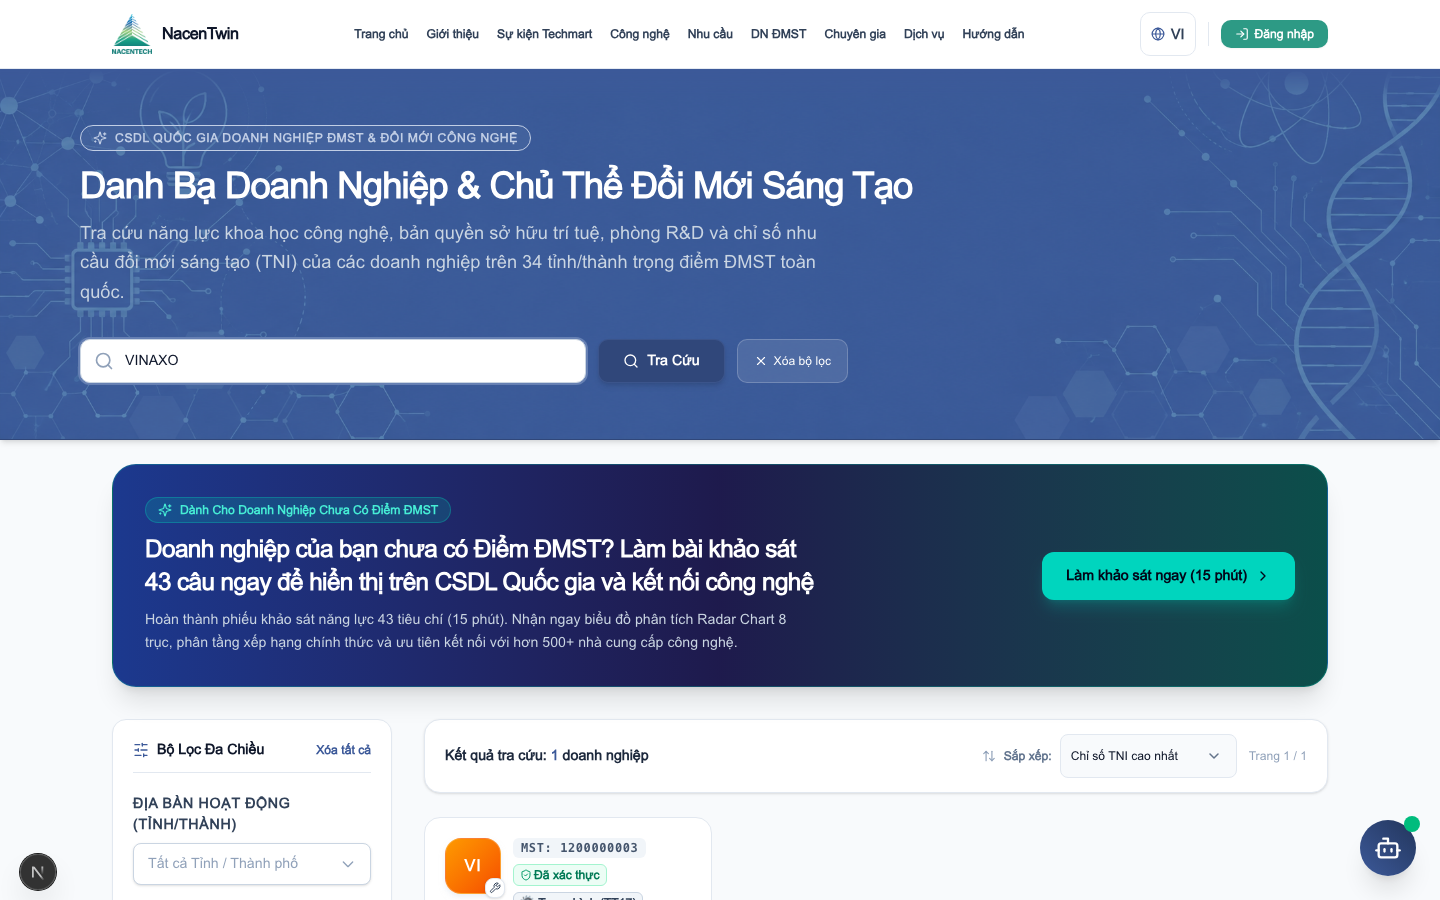 NACENTECH
NacenTwin
Trang chủ
Giới thiệu
Sự kiện Techmart
Công nghệ
Nhu cầu
DN ĐMST
Chuyên gia
Dịch vụ
Hướng dẫn
VI
Đăng nhập
CSDL QUỐC GIA DOANH NGHIỆP ĐMST & ĐỔI MỚI CÔNG NGHỆ
Danh Bạ Doanh Nghiệp & Chủ Thể Đổi Mới Sáng Tạo
Tra cứu năng lực khoa học công nghệ, bản quyền sở hữu trí tuệ, phòng R&D và chỉ số nhu
cầu đổi mới sáng tạo (TNI) của các doanh nghiệp trên 34 tỉnh/thành trọng điểm ĐMST toàn
quốc.
VINAXO
Tra Cứu
Xóa bộ lọc
Dành Cho Doanh Nghiệp Chưa Có Điểm ĐMST
Doanh nghiệp của bạn chưa có Điểm ĐMST? Làm bài khảo sát
43 câu ngay để hiển thị trên CSDL Quốc gia và kết nối công nghệ
Hoàn thành phiếu khảo sát năng lực 43 tiêu chí (15 phút). Nhận ngay biểu đồ phân tích Radar Chart 8
trục, phân tầng xếp hạng chính thức và ưu tiên kết nối với hơn 500+ nhà cung cấp công nghệ.
Làm khảo sát ngay (15 phút)
Bộ Lọc Đa Chiều
Xóa tất cả
ĐỊA BÀN HOẠT ĐỘNG
(TỈNH/THÀNH)
Tất cả Tỉnh / Thành phố
Kết quả tra cứu: 1 doanh nghiệp
Sắp xếp:
Chỉ số TNI cao nhất
Trang 1 / 1
VI
MST: 1200000003
Đã xác thực
N